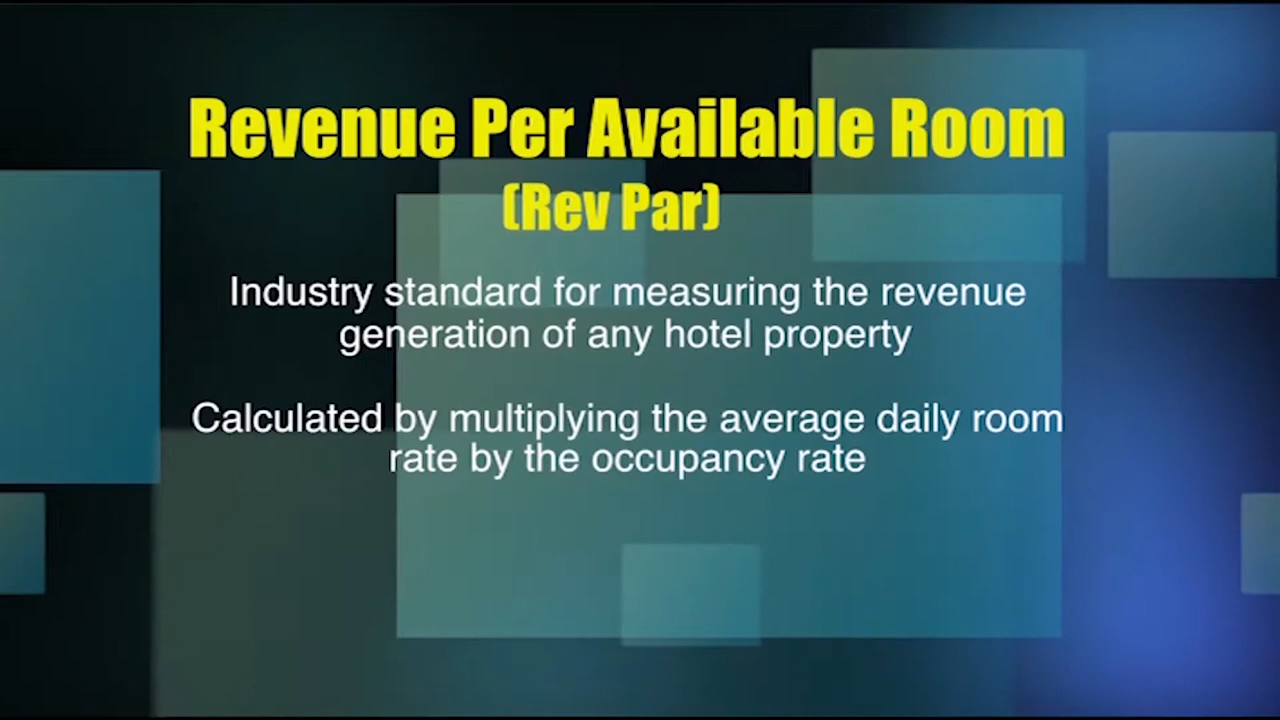 Revenue Per Available Room
(Rev Par)
Industry standard for measuring the revenue
generation of any hotel property
Calculated by multiplying the average daily room
rate by the occupancy rate